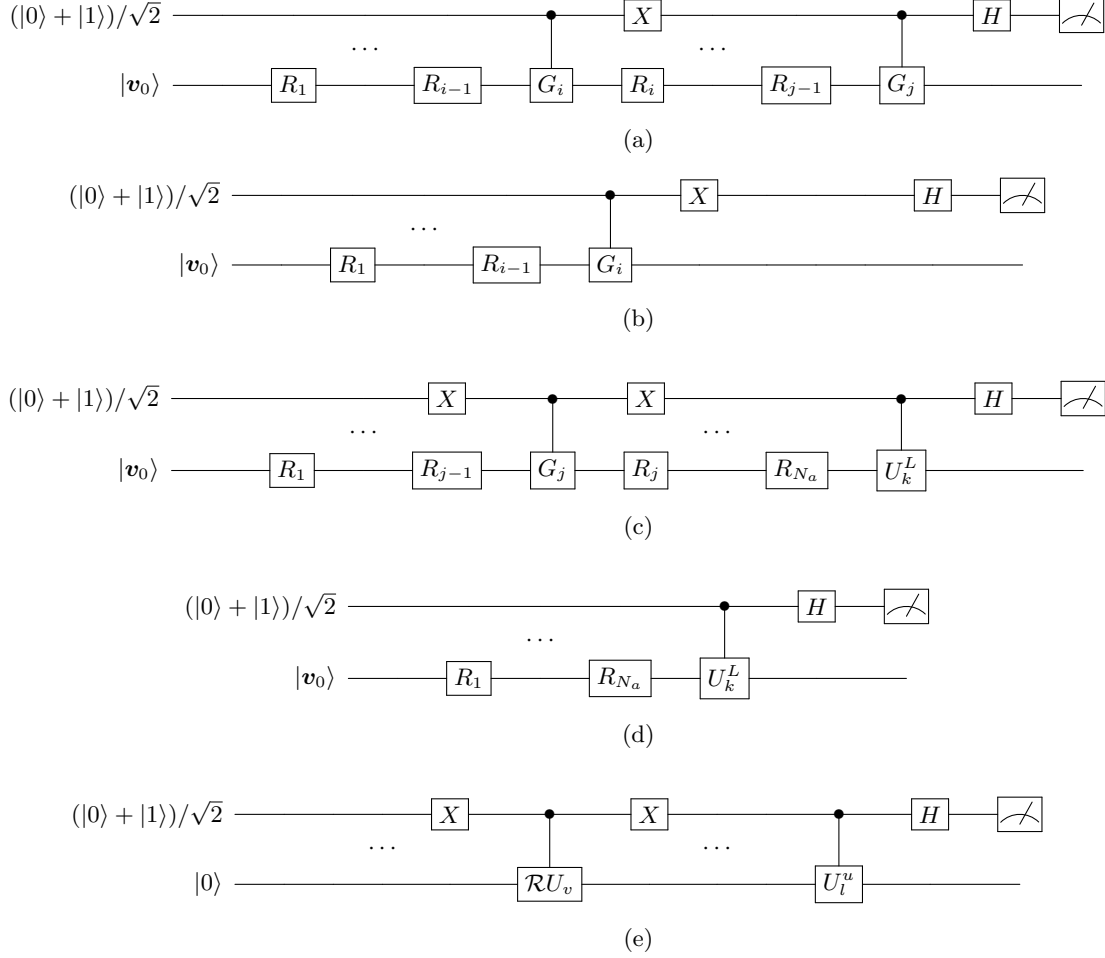 (|0⟩ + |1⟩)/√2 X H
... ...
|v₀⟩ R₁ R_{i−1} G_i R_i R_{j−1} G_j
(a)
(|0⟩ + |1⟩)/√2 X H
...
|v₀⟩ R₁ R_{i−1} G_i
(b)
(|0⟩ + |1⟩)/√2 X X H
... ...
|v₀⟩ R₁ R_{j−1} G_j R_j R_{N_a} U_k^L
(c)
(|0⟩ + |1⟩)/√2 H
...
|v₀⟩ R₁ R_{N_a} U_k^L
(d)
(|0⟩ + |1⟩)/√2 X X H
... ...
|0⟩ ℛU_v U_l^u
(e)